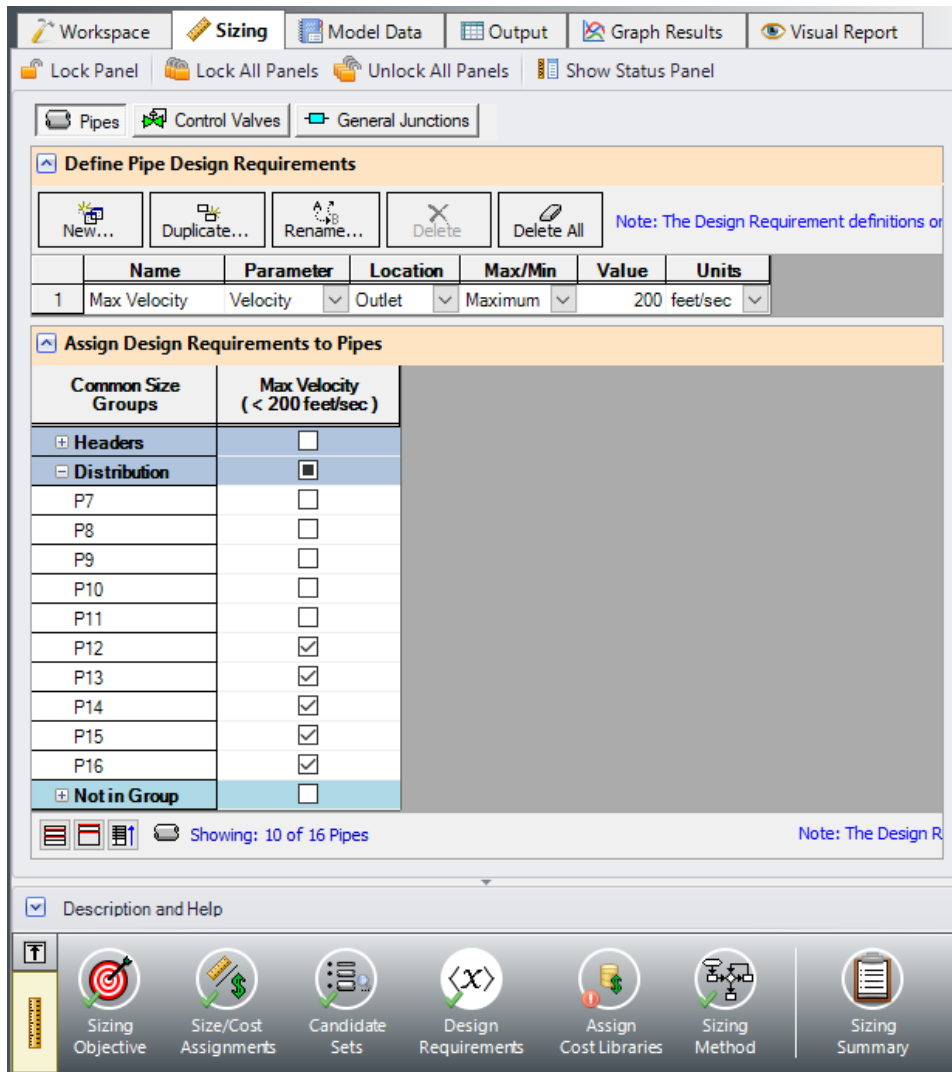 Workspace Sizing Model Data Output Graph Results Visual Report
Lock Panel Lock All Panels Unlock All Panels Show Status Panel
Pipes Control Valves General Junctions
Define Pipe Design Requirements
New... Duplicate... Rename... Delete Delete All Note: The Design Requirement definitions or
Name Parameter Location Max/Min Value Units
1 Max Velocity Velocity Outlet Maximum 200 feet/sec
Assign Design Requirements to Pipes
Common Size Groups Max Velocity ( < 200 feet/sec )
Headers
Distribution
P7
P8
P9
P10
P11
P12
P13
P14
P15
P16
Not in Group
Showing: 10 of 16 Pipes Note: The Design R
Description and Help
Sizing Objective Size/Cost Assignments Candidate Sets Design Requirements Assign Cost Libraries Sizing Method Sizing Summary